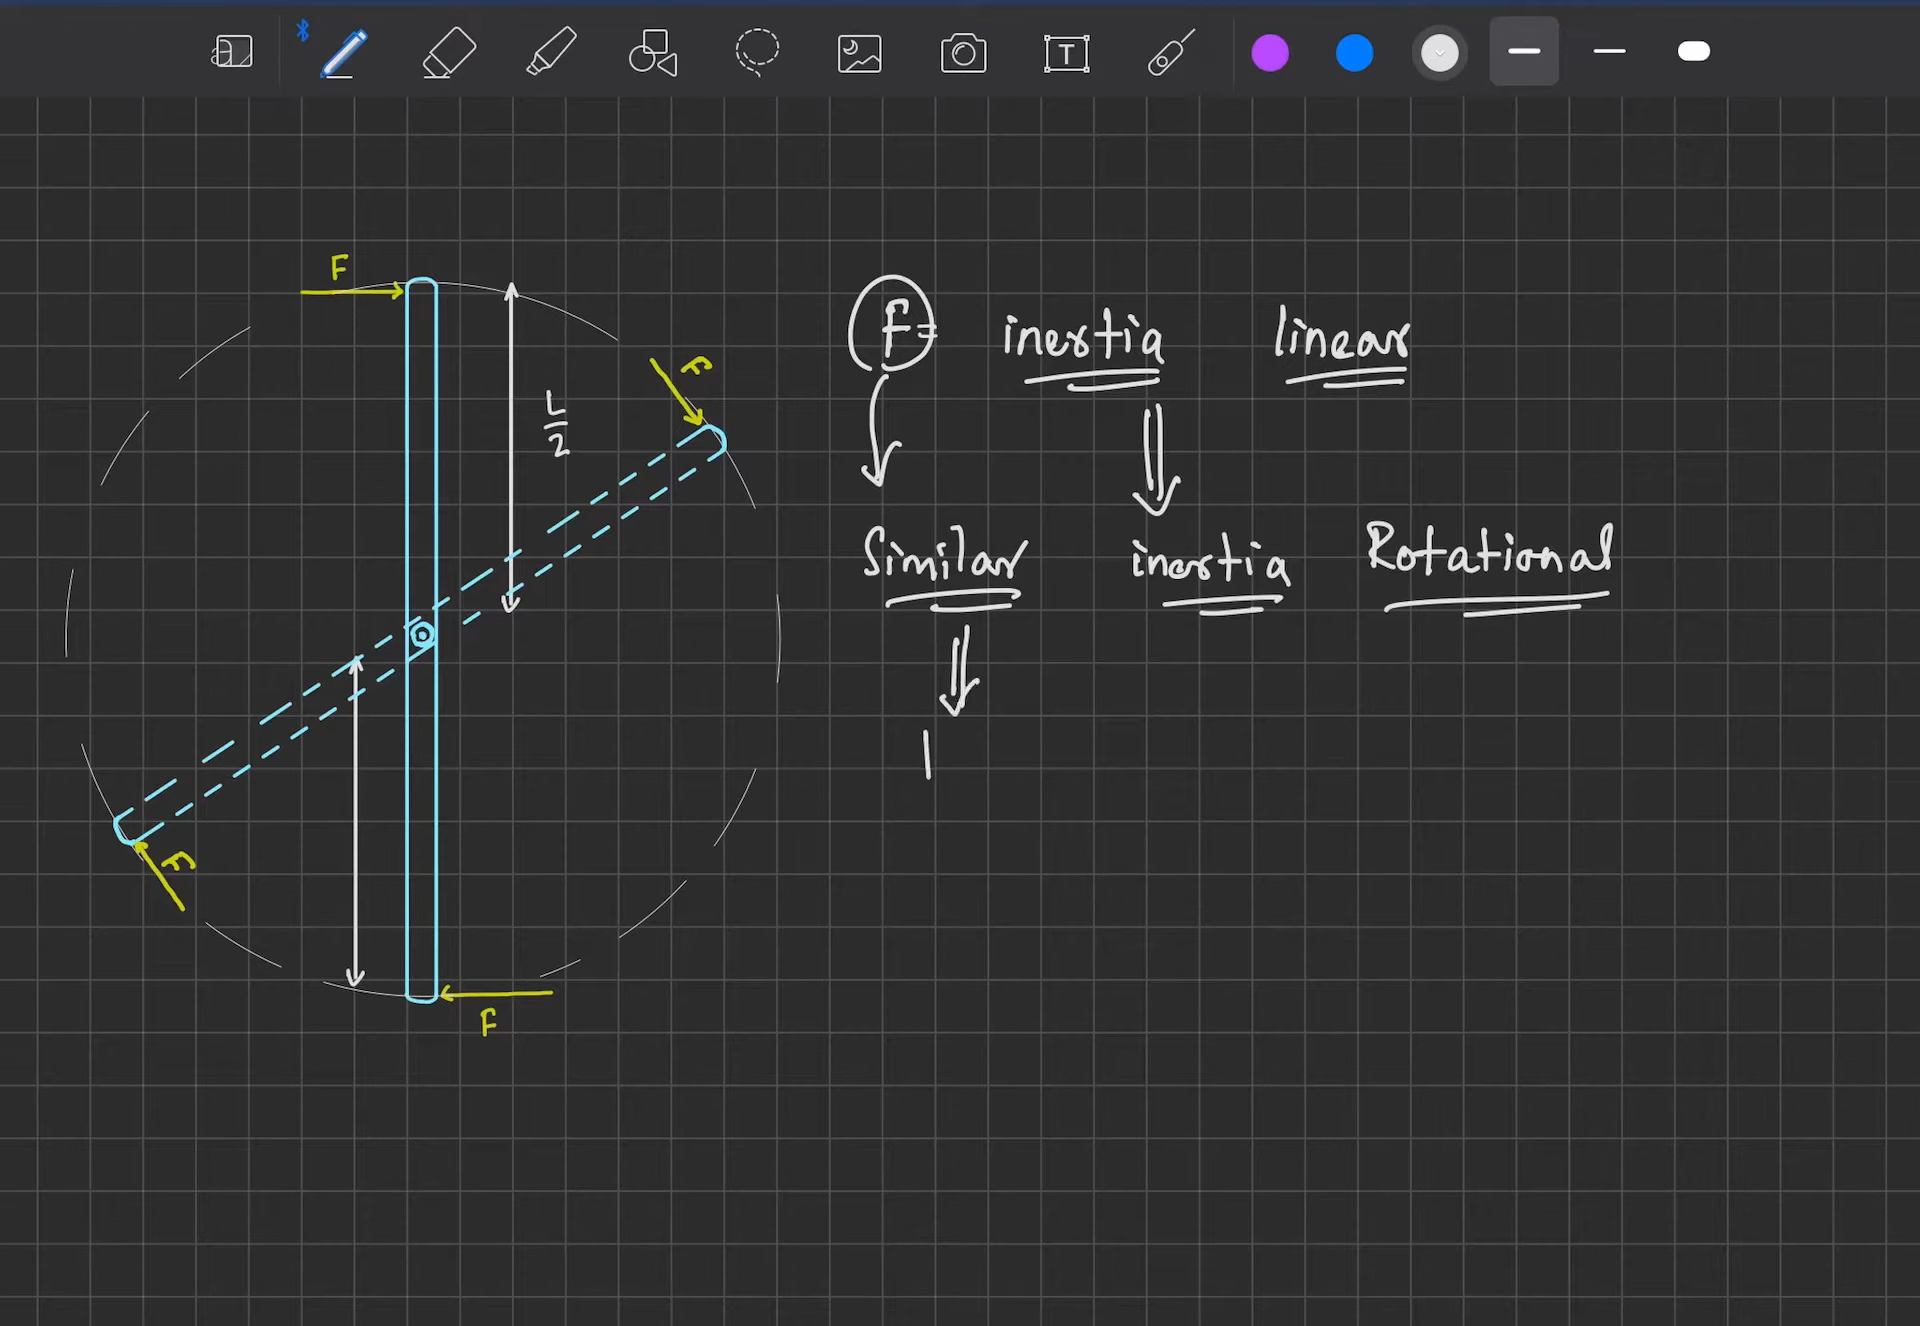 F
F
L
2
F= inertia linear
Similar inertia Rotational
F
F
T